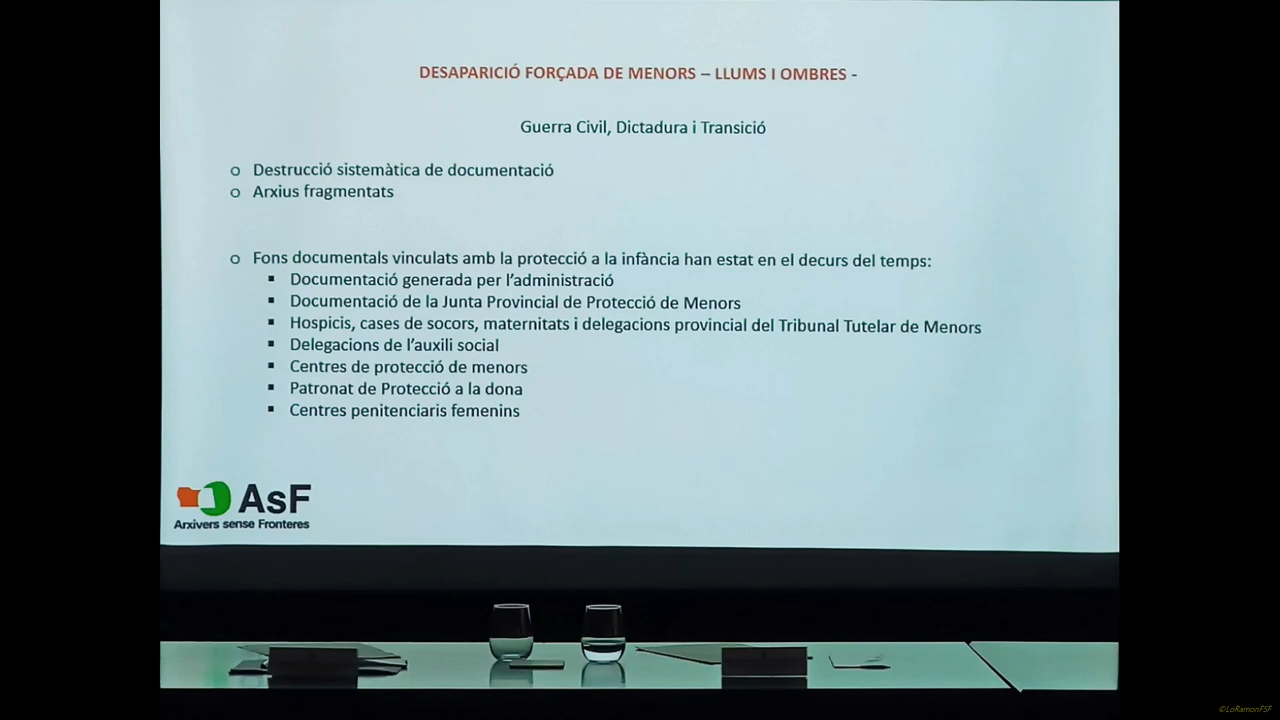 DESAPARICIÓ FORÇADA DE MENORS – LLUMS I OMBRES -
Guerra Civil, Dictadura i Transició
o Destrucció sistemàtica de documentació
o Arxius fragmentats
o Fons documentals vinculats amb la protecció a la infància han estat en el decurs del temps:
▪ Documentació generada per l’administració
▪ Documentació de la Junta Provincial de Protecció de Menors
▪ Hospicis, cases de socors, maternitats i delegacions provincial del Tribunal Tutelar de Menors
▪ Delegacions de l’auxili social
▪ Centres de protecció de menors
▪ Patronat de Protecció a la dona
▪ Centres penitenciaris femenins
AsF
Arxivers sense Fronteres
©LoRamonFSF